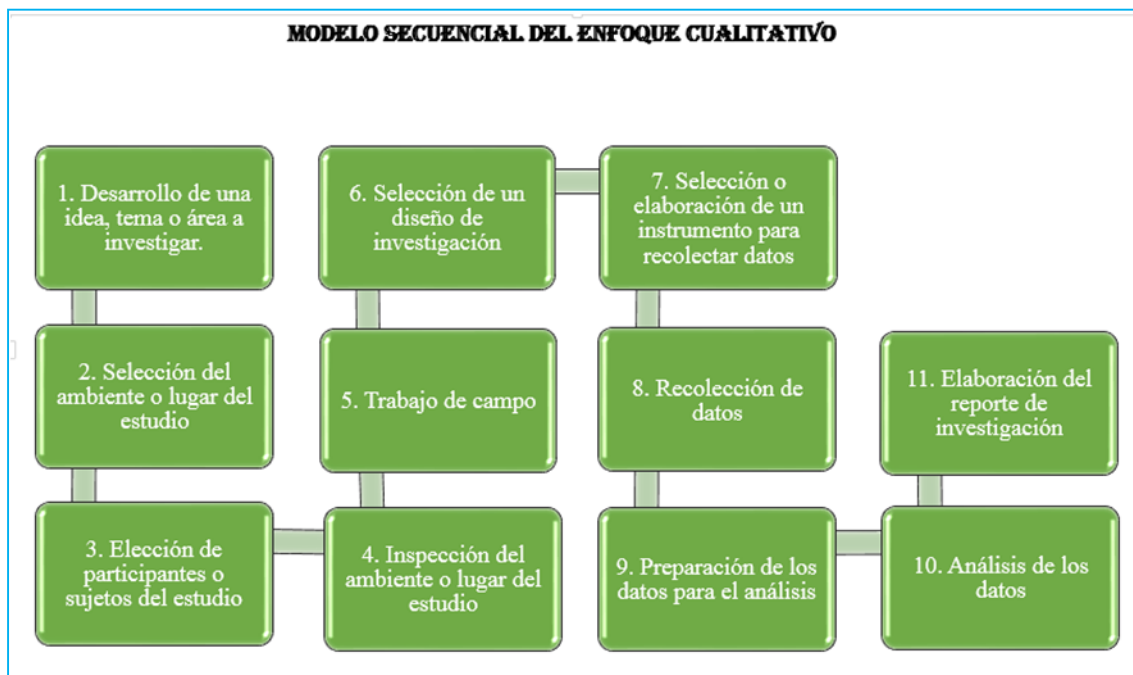 MODELO SECUENCIAL DEL ENFOQUE CUALITATIVO
1. Desarrollo de una
idea, tema o área a
investigar.
2. Selección del
ambiente o lugar del
estudio
3. Elección de
participantes o
sujetos del estudio
4. Inspección del
ambiente o lugar del
estudio
5. Trabajo de campo
6. Selección de un
diseño de
investigación
7. Selección o
elaboración de un
instrumento para
recolectar datos
8. Recolección de
datos
9. Preparación de los
datos para el análisis
10. Análisis de los
datos
11. Elaboración del
reporte de
investigación